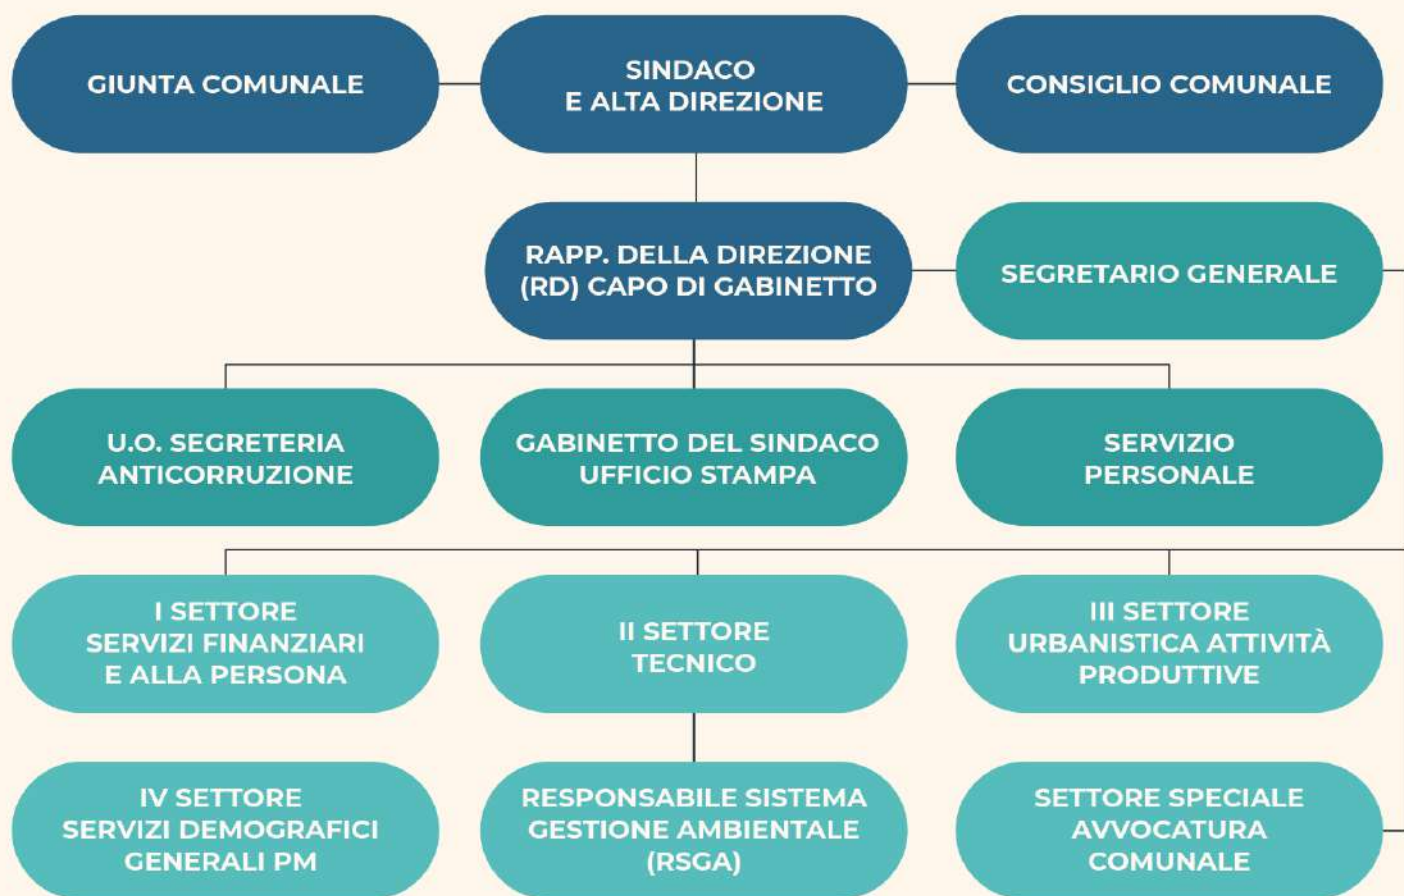 GIUNTA COMUNALE
SINDACO
E ALTA DIREZIONE
CONSIGLIO COMUNALE
RAPP. DELLA DIREZIONE
(RD) CAPO DI GABINETTO
SEGRETARIO GENERALE
U.O. SEGRETERIA
ANTICORRUZIONE
GABINETTO DEL SINDACO
UFFICIO STAMPA
SERVIZIO
PERSONALE
I SETTORE
SERVIZI FINANZIARI
E ALLA PERSONA
II SETTORE
TECNICO
III SETTORE
URBANISTICA ATTIVITÀ
PRODUTTIVE
IV SETTORE
SERVIZI DEMOGRAFICI
GENERALI PM
RESPONSABILE SISTEMA
GESTIONE AMBIENTALE
(RSGA)
SETTORE SPECIALE
AVVOCATURA
COMUNALE